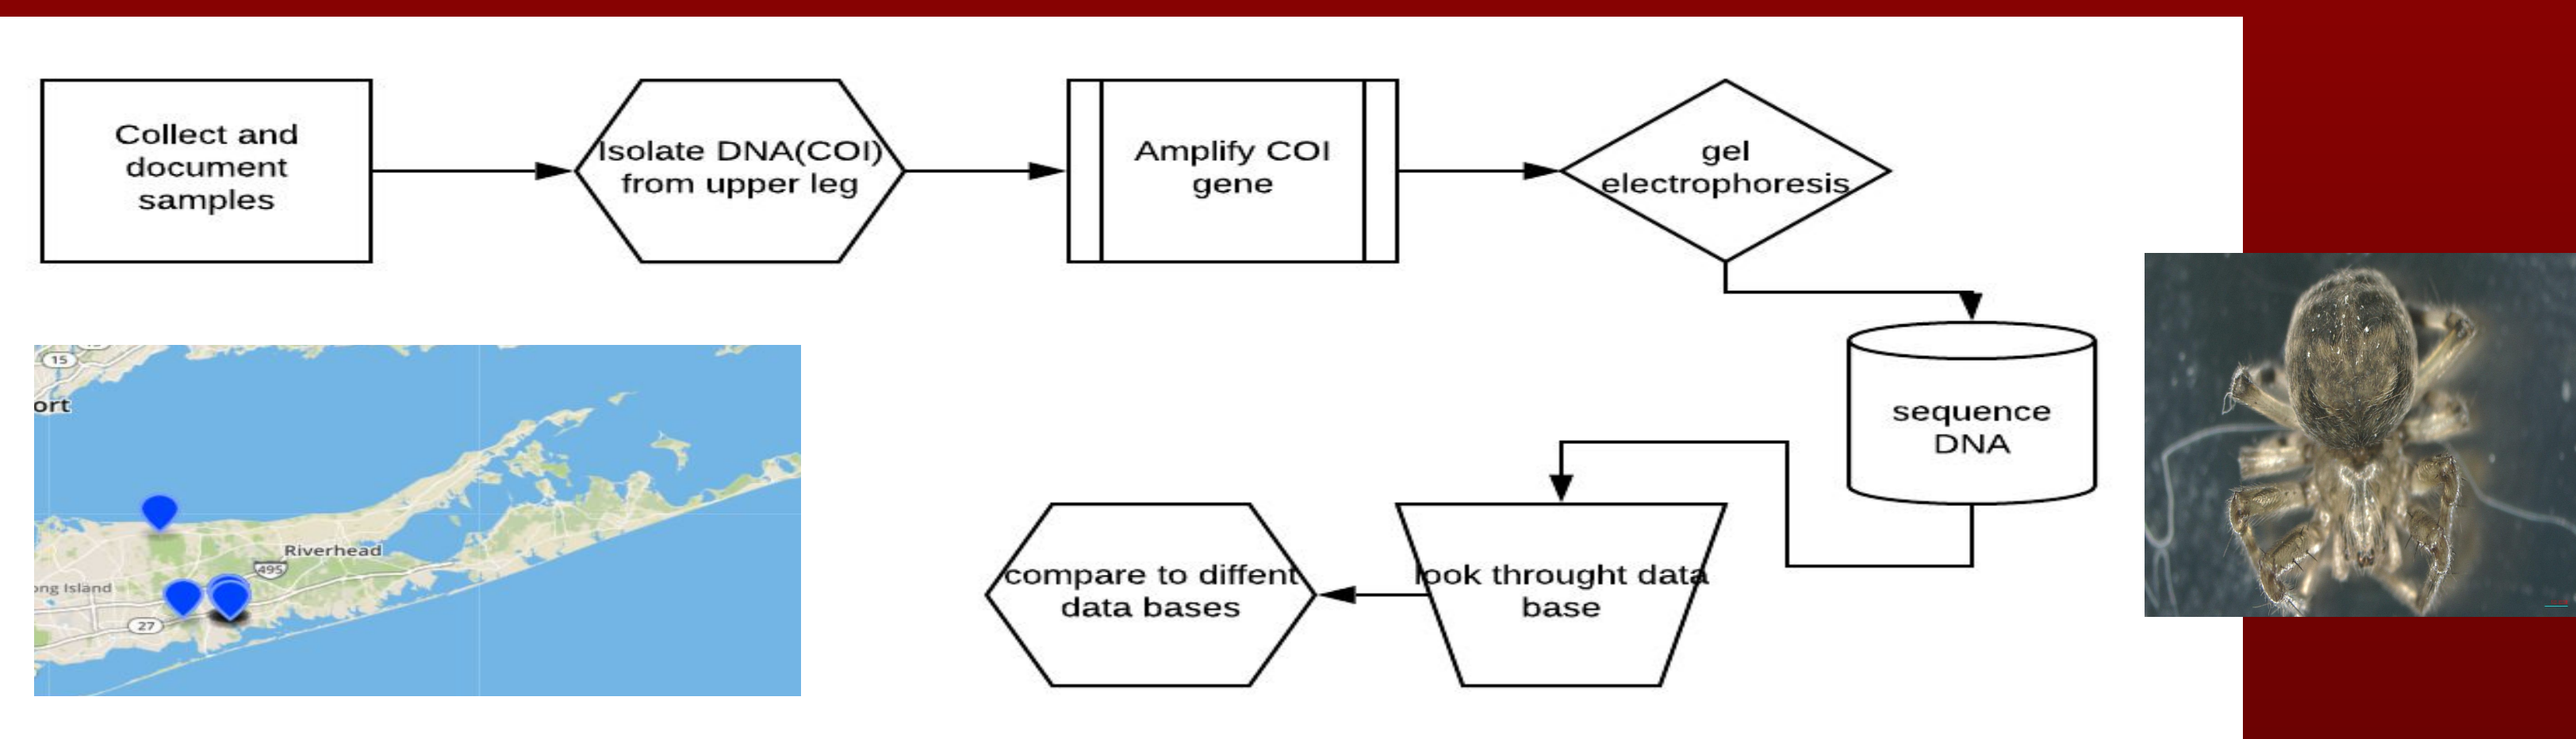 Collect and
document
samples
Isolate DNA(COI)
from upper leg
Amplify COI
gene
gel
electrophoresis
sequence
DNA
look throught data
base
compare to diffent
data bases
15
ort
Riverhead
495
ong Island
27